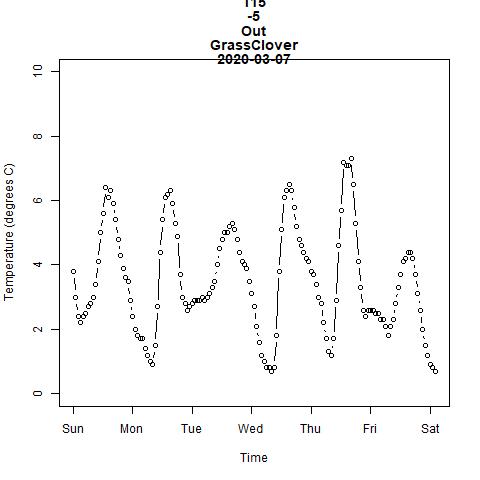 T15
-5
Out
GrassClover
2020-03-07
10
8
6
4
2
0
Temperature (degrees C)
Sun Mon Tue Wed Thu Fri Sat
Time